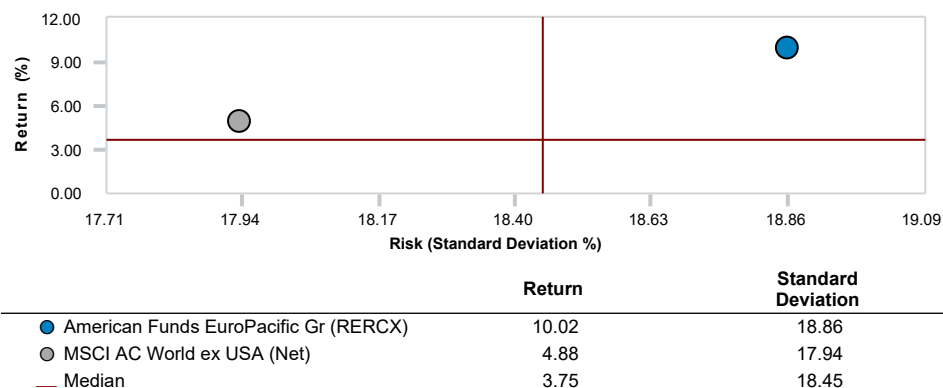 12.00
9.00
6.00
3.00
0.00
Return (%)
17.71 17.94 18.17 18.40 18.63 18.86 19.09
Risk (Standard Deviation %)
Return Standard Deviation
American Funds EuroPacific Gr (RERCX) 10.02 18.86
MSCI AC World ex USA (Net) 4.88 17.94
Median 3.75 18.45